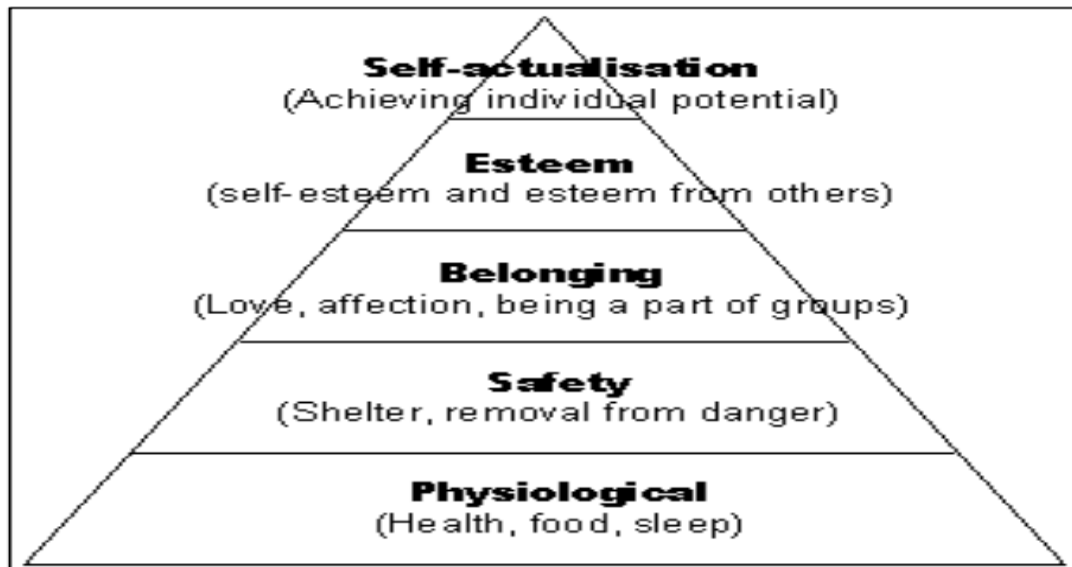 Self-actualisation
(Achieving individual potential)
Esteem
(self-esteem and esteem from others)
Belonging
(Love, affection, being a part of groups)
Safety
(Shelter, removal from danger)
Physiological
(Health, food, sleep)